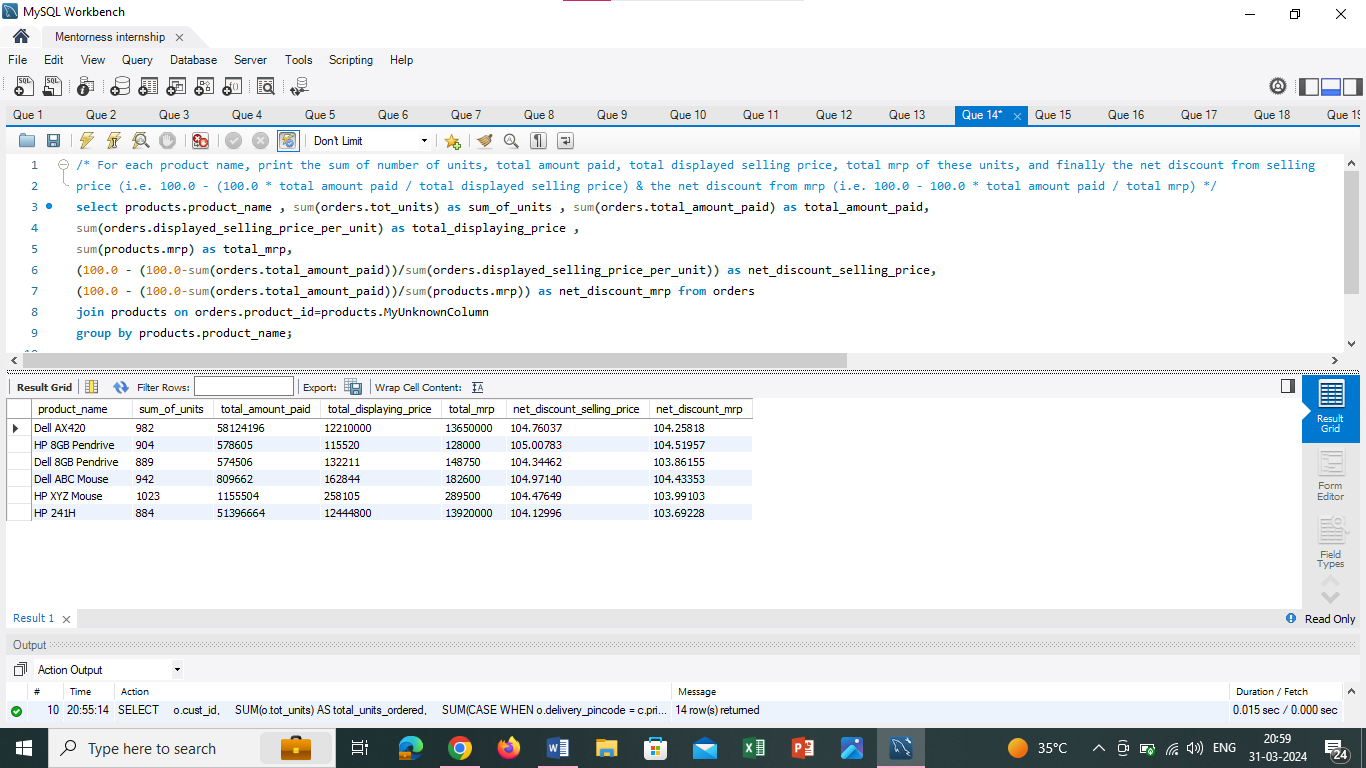 MySQL Workbench
Mentorness internship
File Edit View Query Database Server Tools Scripting Help
Que 1 Que 2 Que 3 Que 4 Que 5 Que 6 Que 7 Que 8 Que 9 Que 10 Que 11 Que 12 Que 13 Que 14* Que 15 Que 16 Que 17 Que 18 Que 19
Don't Limit
1 /* For each product name, print the sum of number of units, total amount paid, total displayed selling price, total mrp of these units, and finally the net discount from selling
2 price (i.e. 100.0 - (100.0 * total amount paid / total displayed selling price) & the net discount from mrp (i.e. 100.0 - 100.0 * total amount paid / total mrp) */
3 select products.product_name , sum(orders.tot_units) as sum_of_units , sum(orders.total_amount_paid) as total_amount_paid,
4 sum(orders.displayed_selling_price_per_unit) as total_displaying_price ,
5 sum(products.mrp) as total_mrp,
6 (100.0 - (100.0-sum(orders.total_amount_paid))/sum(orders.displayed_selling_price_per_unit)) as net_discount_selling_price,
7 (100.0 - (100.0-sum(orders.total_amount_paid))/sum(products.mrp)) as net_discount_mrp from orders
8 join products on orders.product_id=products.MyUnknownColumn
9 group by products.product_name;
10
Result Grid Filter Rows: Export: Wrap Cell Content:
product_name sum_of_units total_amount_paid total_displaying_price total_mrp net_discount_selling_price net_discount_mrp
Dell AX420 982 58124196 12210000 13650000 104.76037 104.25818
HP 8GB Pendrive 904 578605 115520 128000 105.00783 104.51957
Dell 8GB Pendrive 889 574506 132211 148750 104.34462 103.86155
Dell ABC Mouse 942 809662 162844 182600 104.97140 104.43353
HP XYZ Mouse 1023 1155504 258105 289500 104.47649 103.99103
HP 241H 884 51396664 12444800 13920000 104.12996 103.69228
Result
Grid
Form
Editor
Field
Types
Result 1 Read Only
Output
Action Output
# Time Action Message Duration / Fetch
10 20:55:14 SELECT o.cust_id, SUM(o.tot_units) AS total_units_ordered, SUM(CASE WHEN o.delivery_pincode = c.pri... 14 row(s) returned 0.015 sec / 0.000 sec
Type here to search 35°C ENG 20:59
31-03-2024 24